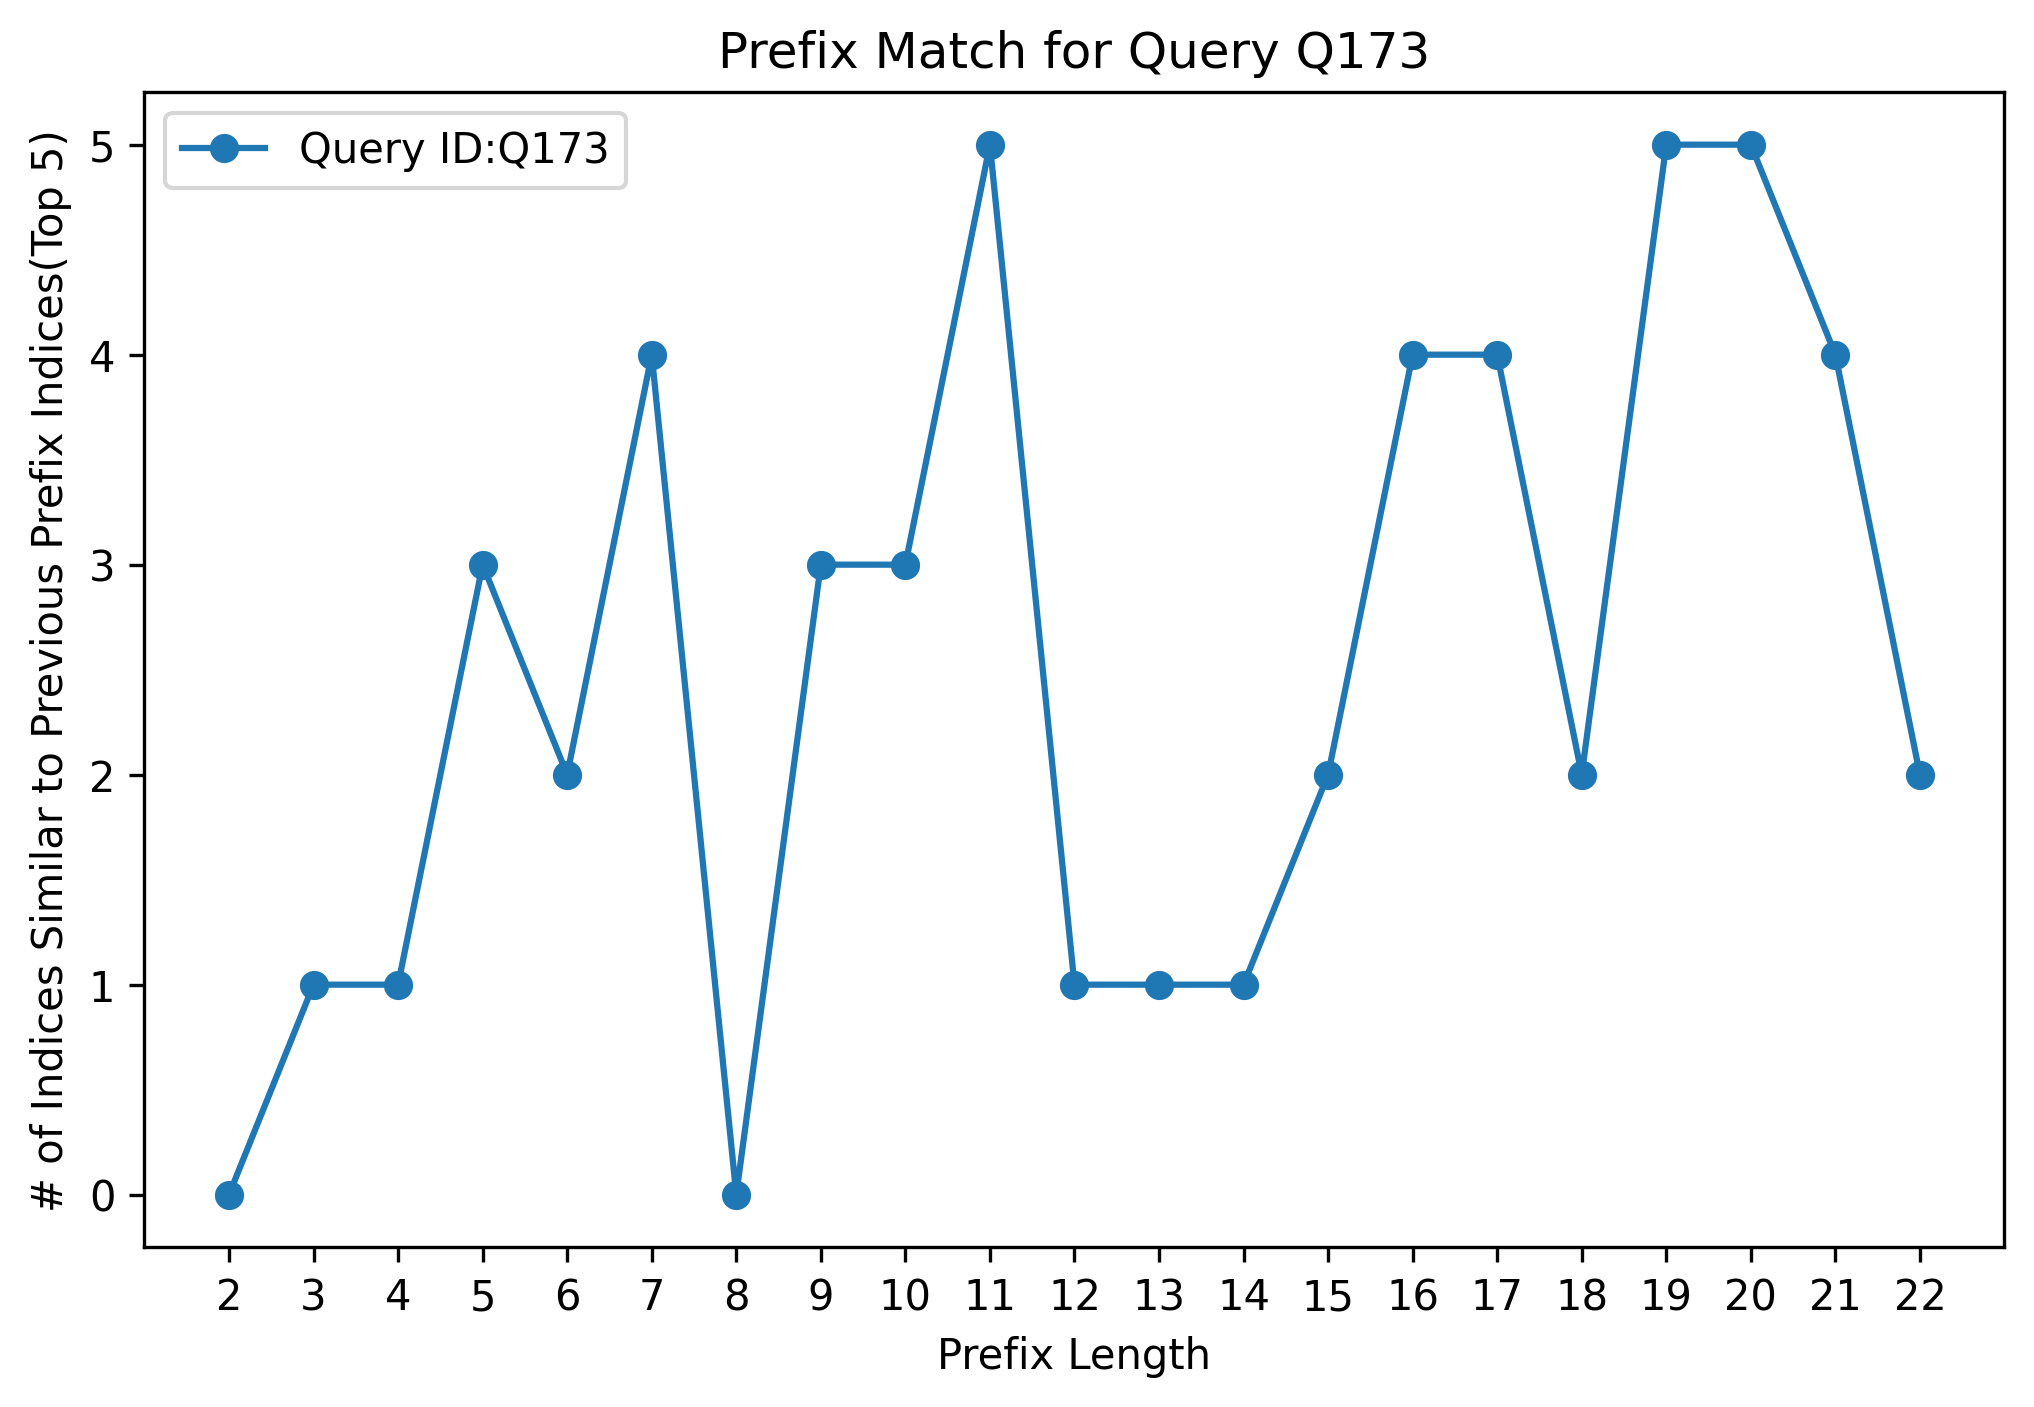 Prefix Match for Query Q173
Query ID:Q173
# of Indices Similar to Previous Prefix Indices(Top 5)
5
4
3
2
1
0
2 3 4 5 6 7 8 9 10 11 12 13 14 15 16 17 18 19 20 21 22
Prefix Length